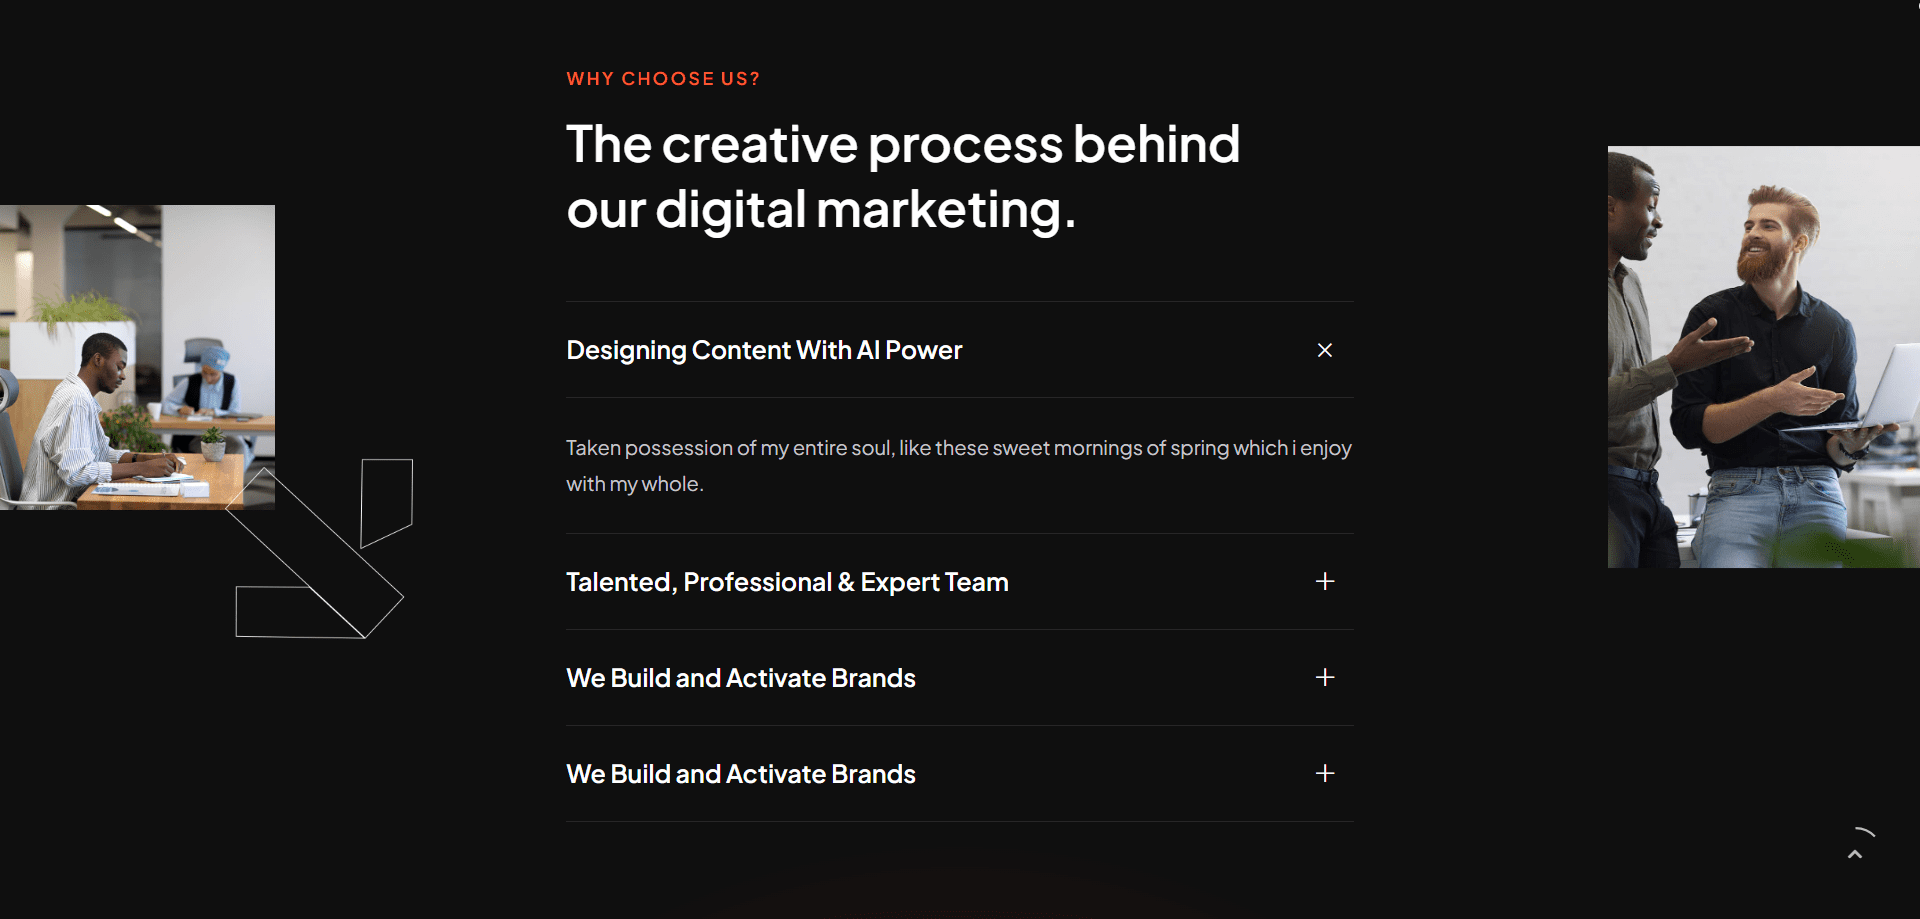 WHY CHOOSE US?
The creative process behind
our digital marketing.
Designing Content With AI Power
Taken possession of my entire soul, like these sweet mornings of spring which i enjoy
with my whole.
Talented, Professional & Expert Team
We Build and Activate Brands
We Build and Activate Brands